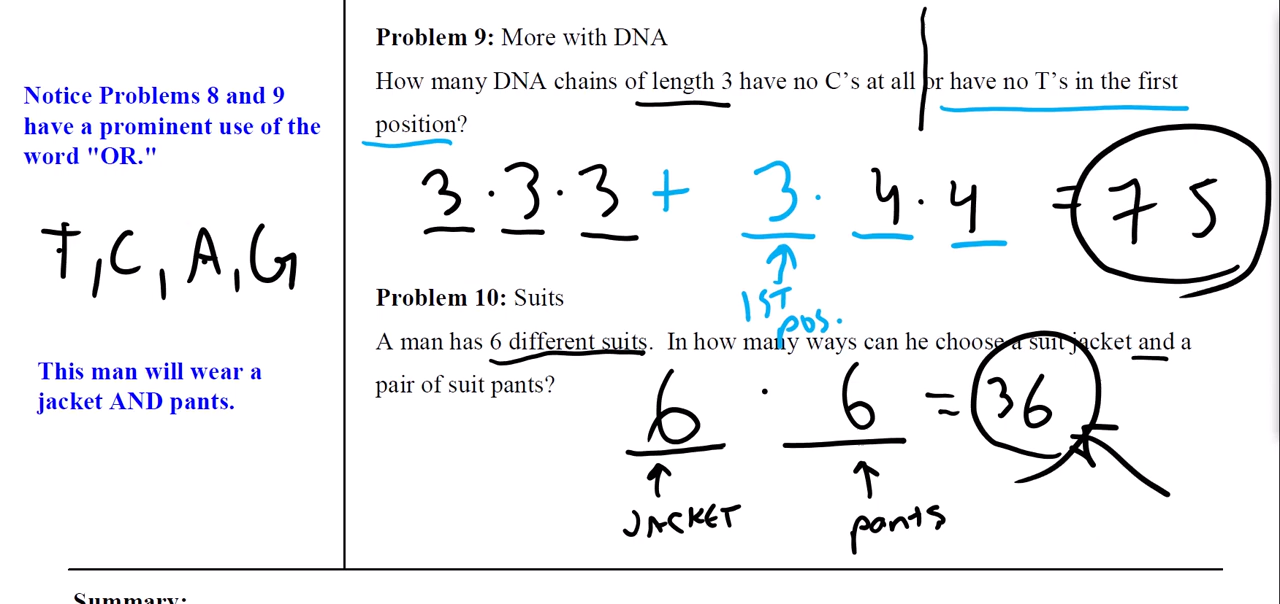 Problem 9: More with DNA
How many DNA chains of length 3 have no C's at all or have no T's in the first
position?
Notice Problems 8 and 9
have a prominent use of the
word "OR."
3 · 3 · 3 + 3 · 4 · 4 = 75
T, C, A, G
1ST
pos.
Problem 10: Suits
A man has 6 different suits. In how many ways can he choose a suit jacket and a
pair of suit pants?
This man will wear a
jacket AND pants.
6 · 6 = 36
JACKET
pants
Summary: